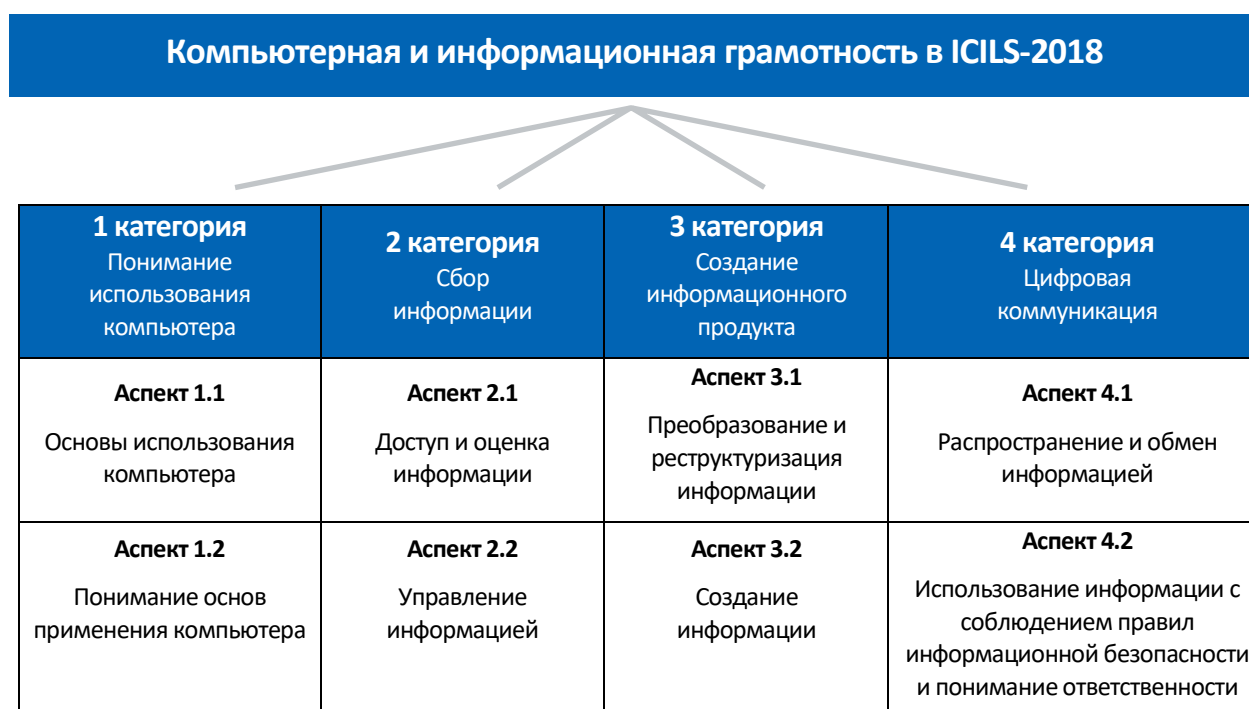 Компьютерная и информационная грамотность в ICILS-2018
1 категория
Понимание
использования
компьютера
2 категория
Сбор
информации
3 категория
Создание
информационного
продукта
4 категория
Цифровая
коммуникация
Аспект 1.1
Основы использования
компьютера
Аспект 2.1
Доступ и оценка
информации
Аспект 3.1
Преобразование и
реструктуризация
информации
Аспект 4.1
Распространение и обмен
информацией
Аспект 1.2
Понимание основ
применения компьютера
Аспект 2.2
Управление
информацией
Аспект 3.2
Создание
информации
Аспект 4.2
Использование информации с
соблюдением правил
информационной безопасности
и понимание ответственности